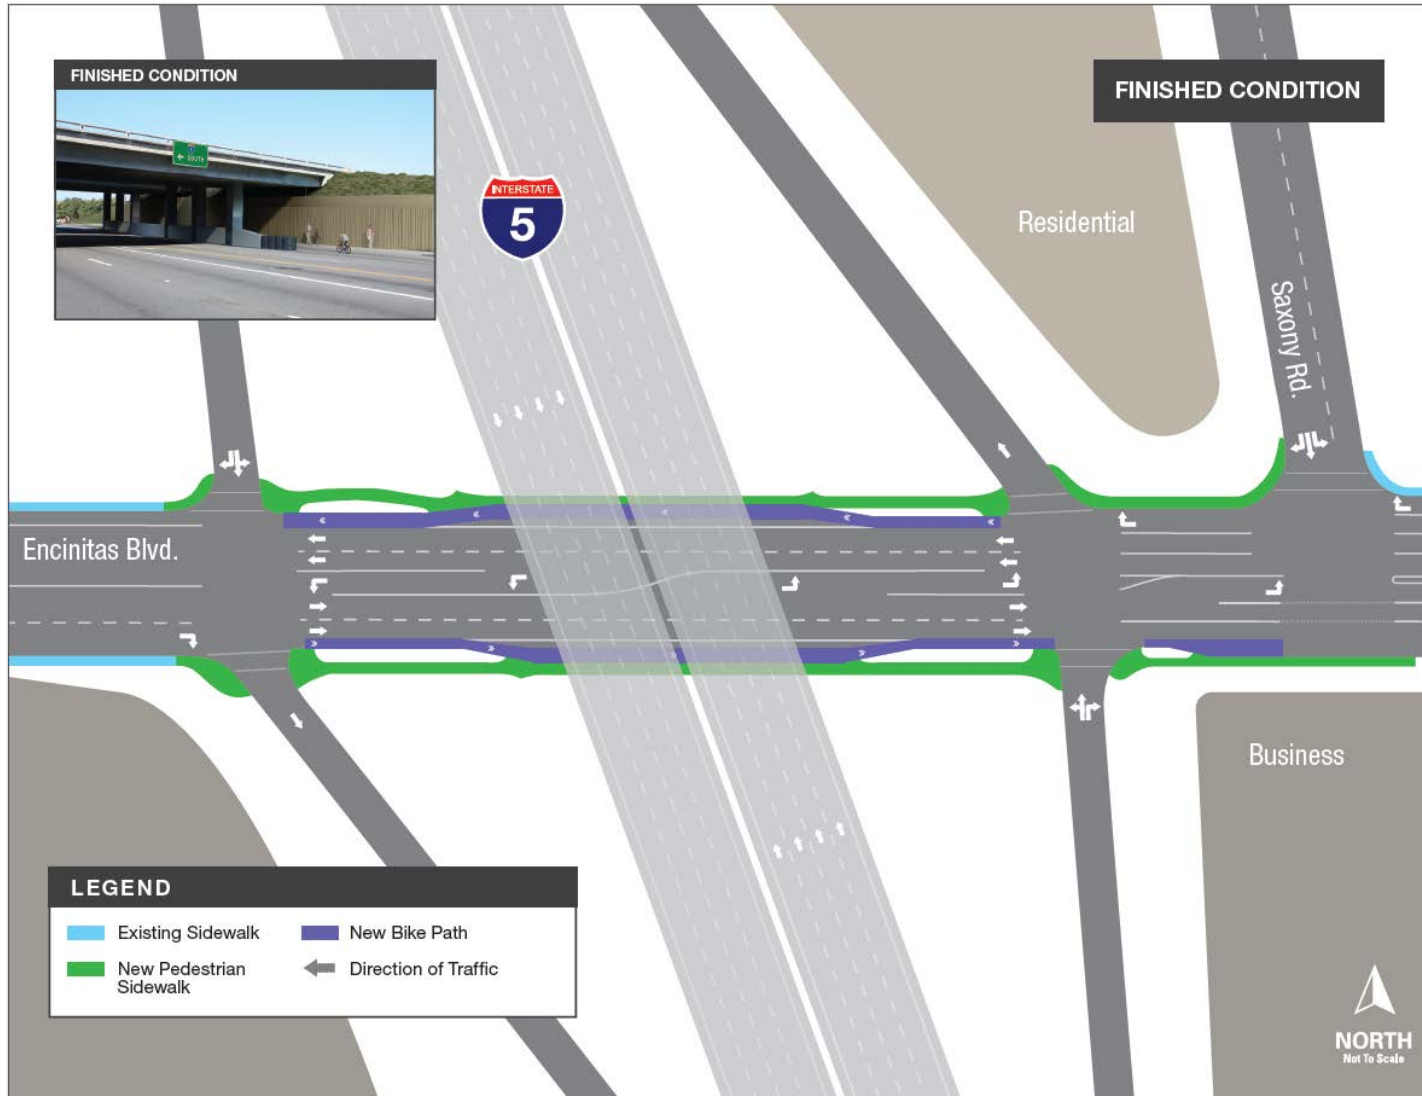 FINISHED CONDITION
SOUTH
FINISHED CONDITION
INTERSTATE
5
Residential
Saxony Rd.
Encinitas Blvd.
Business
LEGEND
Existing Sidewalk
New Bike Path
New Pedestrian
Sidewalk
Direction of Traffic
NORTH
Not To Scale